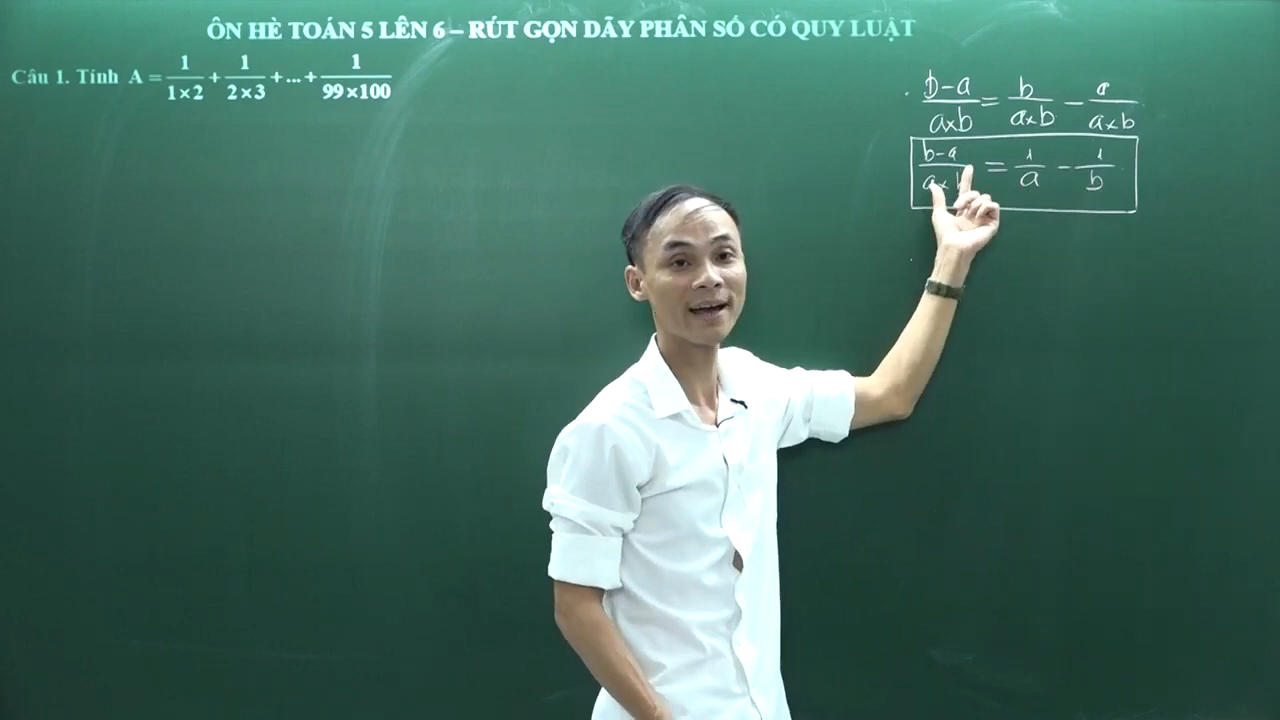 ÔN HÈ TOÁN 5 LÊN 6 – RÚT GỌN DÃY PHÂN SỐ CÓ QUY LUẬT
Câu 1. Tính A = 1/(1×2) + 1/(2×3) + ... + 1/(99×100)
(b-a)/(a×b) = b/(a×b) - a/(a×b)
(b-a)/(a×b) = 1/a - 1/b